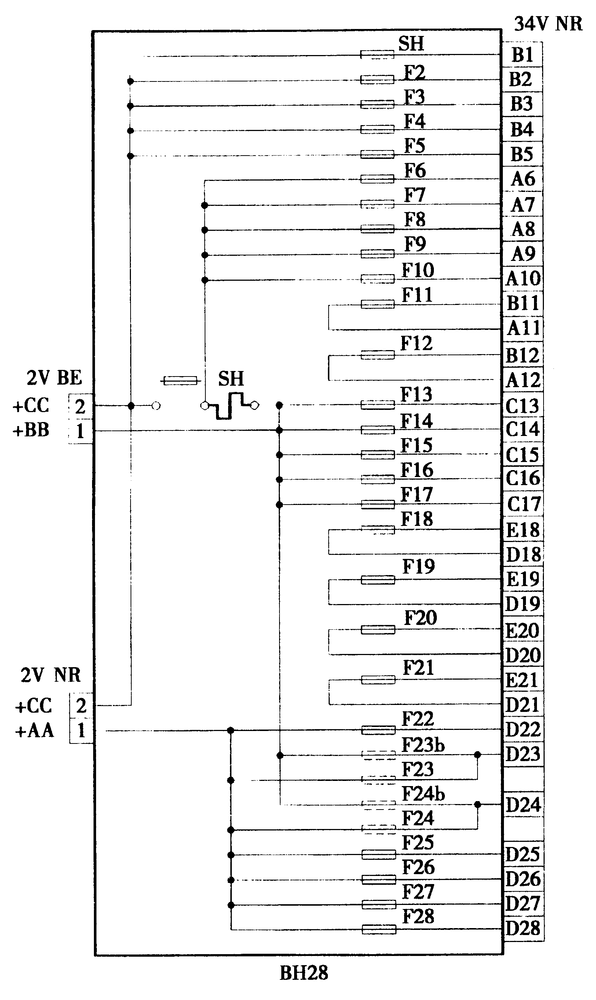 34V NR
SH
B1
F2
B2
F3
B3
F4
B4
F5
B5
F6
A6
F7
A7
F8
A8
F9
A9
F10
A10
F11
B11
A11
F12
B12
2V BE
SH
A12
+CC 2
F13
C13
+BB 1
F14
C14
F15
C15
F16
C16
F17
C17
F18
E18
D18
F19
E19
D19
F20
E20
D20
2V NR
F21
E21
+CC 2
D21
+AA 1
F22
D22
F23b
D23
F23
F24b
D24
F24
F25
D25
F26
D26
F27
D27
F28
D28
BH28